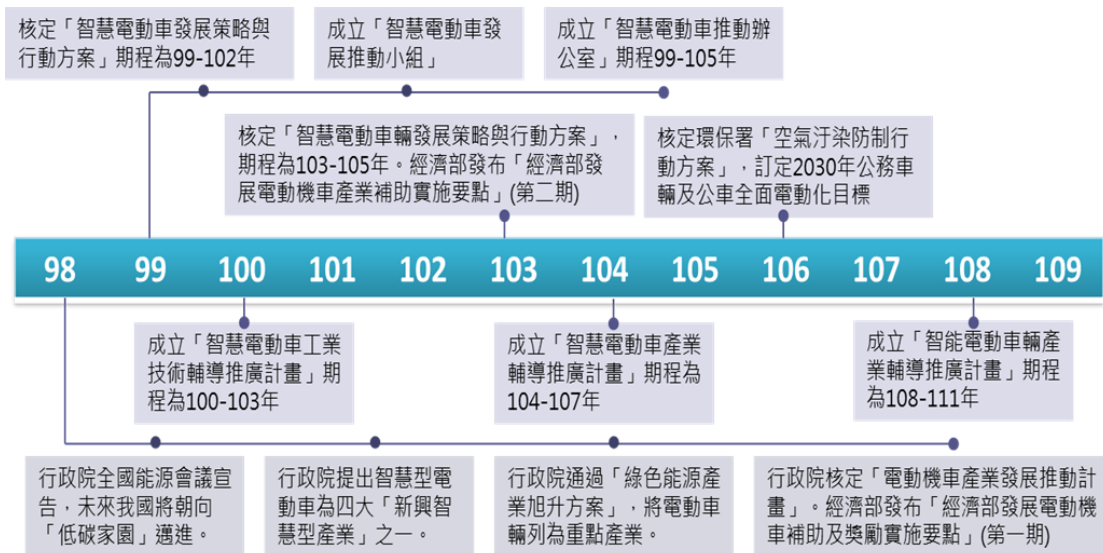 核定「智慧電動車發展策略與
行動方案」期程為99-102年
成立「智慧電動車發
展推動小組」
成立「智慧電動車推動辦
公室」期程99-105年
核定「智慧電動車輛發展策略與行動方案」，
期程為103-105年。經濟部發布「經濟部發
展電動機車產業補助實施要點」(第二期)
核定環保署「空氣汙染防制行
動方案」，訂定2030年公務車
輛及公車全面電動化目標
98 99 100 101 102 103 104 105 106 107 108 109
成立「智慧電動車工業
技術輔導推廣計畫」期
程為100-103年
成立「智慧電動車產業
輔導推廣計畫」期程為
104-107年
成立「智能電動車輛產
業輔導推廣計畫」期程
為108-111年
行政院全國能源會議宣
告，未來我國將朝向
「低碳家園」邁進。
行政院提出智慧型電
動車為四大「新興智
慧型產業」之一。
行政院通過「綠色能源產
業旭升方案」，將電動車
輛列為重點產業。
行政院核定「電動機車產業發展推動計
畫」。經濟部發布「經濟部發展電動機
車補助及獎勵實施要點」(第一期)